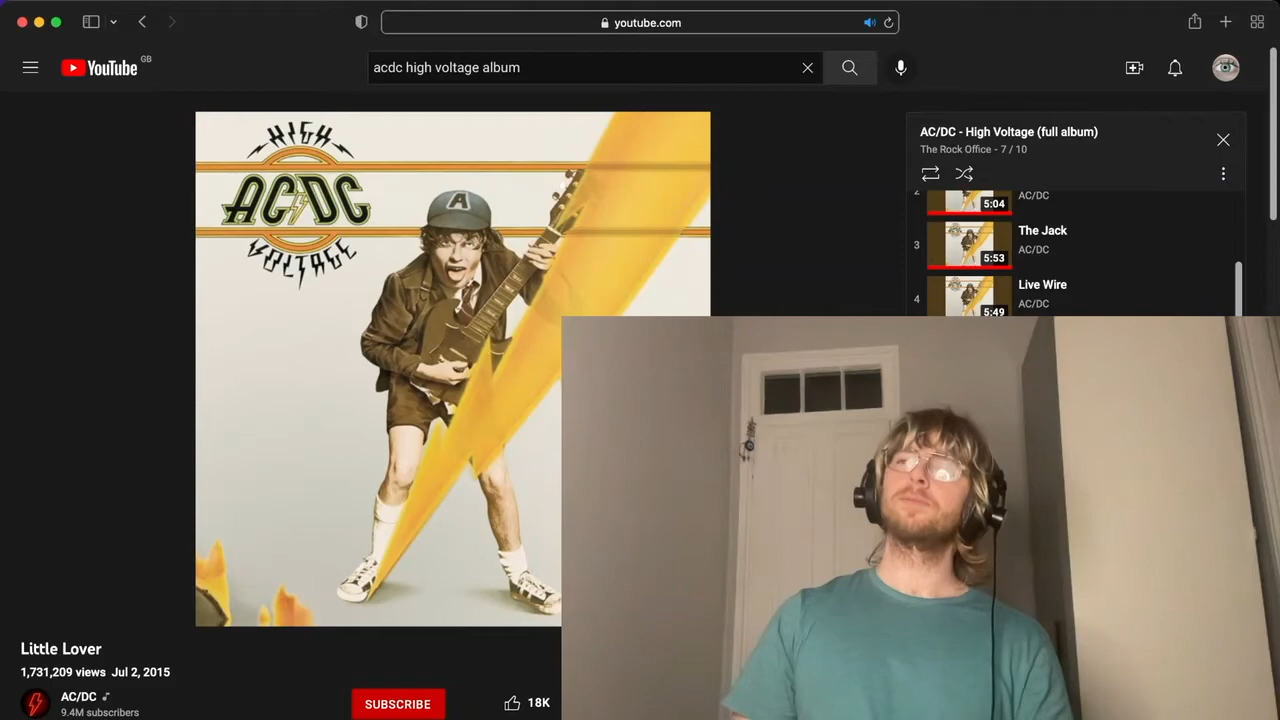 youtube.com
YouTube GB
acdc high voltage album
HIGH
AC/DC
VOLTAGE
A
AC/DC - High Voltage (full album)
The Rock Office - 7 / 10
2
5:04
AC/DC
3
5:53
The Jack
AC/DC
4
5:49
Live Wire
AC/DC
Little Lover
1,731,209 views Jul 2, 2015
AC/DC
9.4M subscribers
SUBSCRIBE
18K